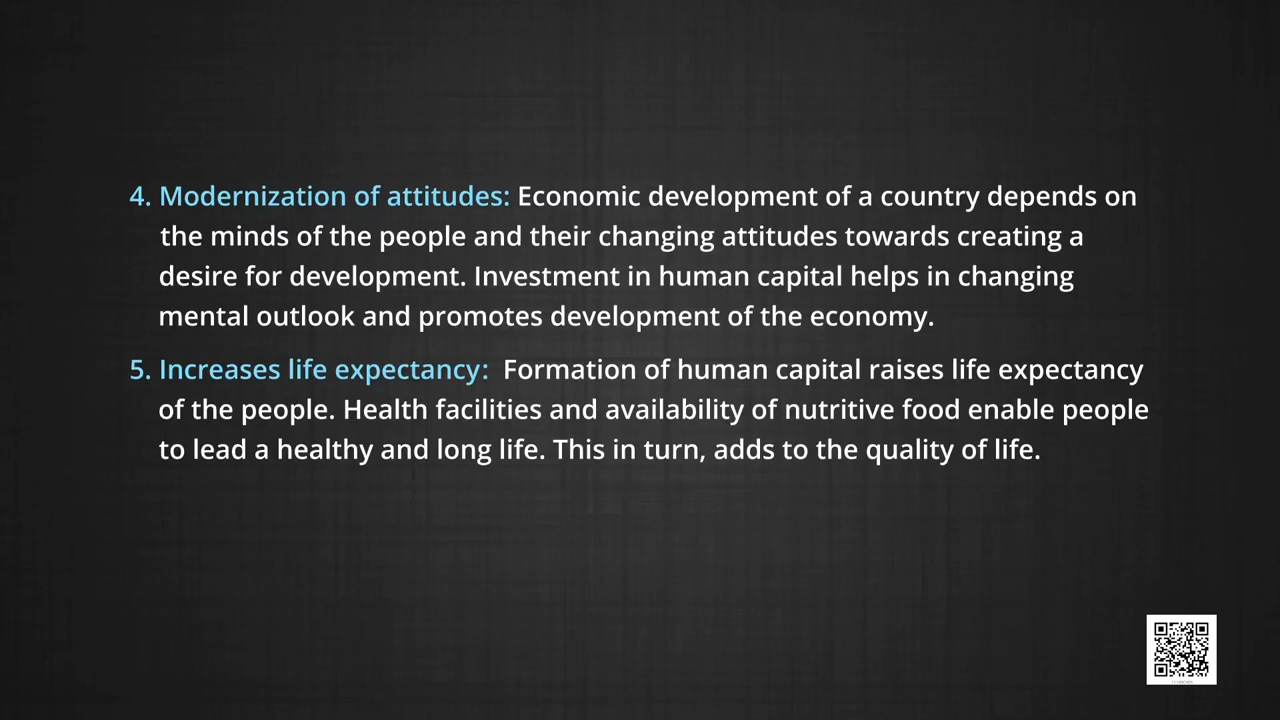 4. Modernization of attitudes: Economic development of a country depends on
the minds of the people and their changing attitudes towards creating a
desire for development. Investment in human capital helps in changing
mental outlook and promotes development of the economy.
5. Increases life expectancy: Formation of human capital raises life expectancy
of the people. Health facilities and availability of nutritive food enable people
to lead a healthy and long life. This in turn, adds to the quality of life.